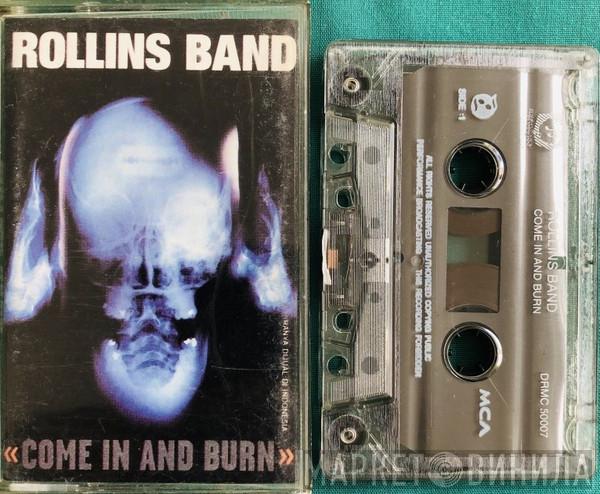 ROLLINS BAND
HANYA DIJUAL DI INDONESIA
«COME IN AND BURN»
SIDE 1
ROLLINS BAND
COME IN AND BURN
DRMC 50007
MCA
ALL RIGHTS RESERVED UNAUTHORIZED COPYING PUBLIC
PERFORMANCE BROADCASTING THIS RECORDING FORBIDDEN
МАРКЕТ ВИНИЛА